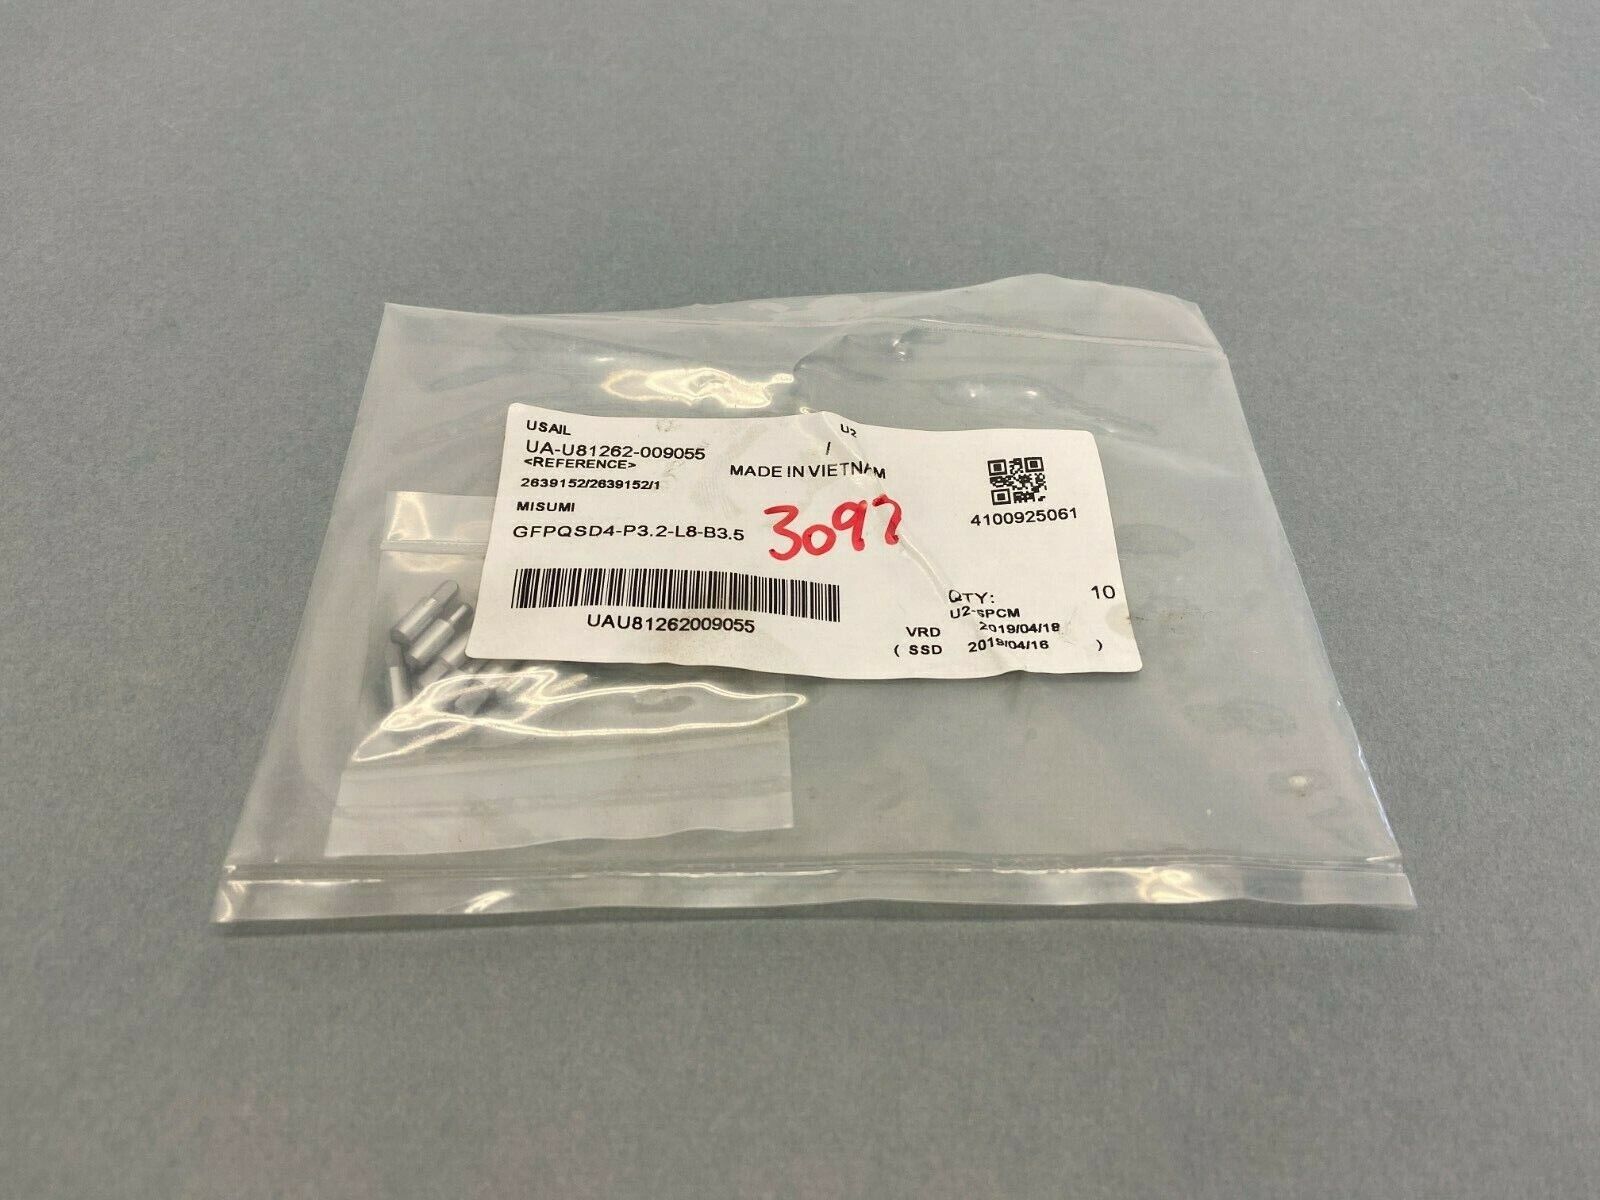 USAIL
U2
UA-U81262-009055
/
<REFERENCE>
MADE IN VIETNAM
2639152/2639152/1
MISUMI
4100925061
GFPQSD4-P3.2-L8-B3.5
3097
QTY: 10
U2-SPCM
UAU81262009055
VRD 2019/04/18
( SSD 2019/04/16 )